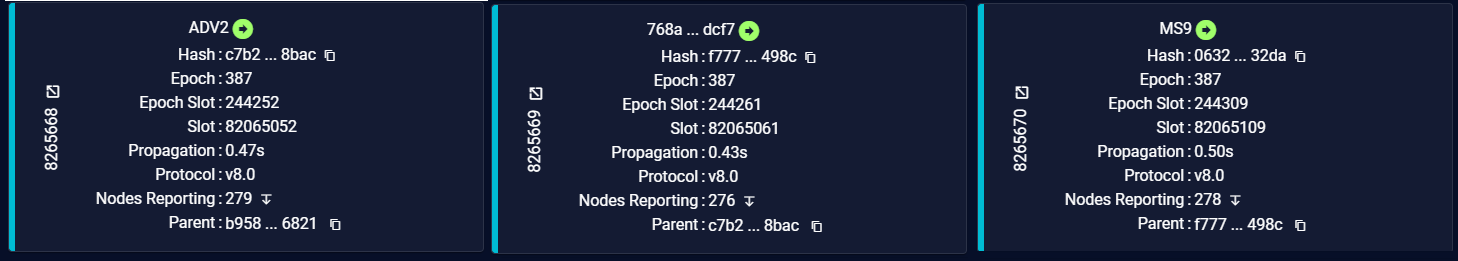 ADV2
Hash: c7b2 ... 8bac
Epoch: 387
Epoch Slot: 244252
Slot: 82065052
Propagation: 0.47s
Protocol: v8.0
Nodes Reporting: 279
Parent: b958 ... 6821
8265668
768a ... dcf7
Hash: f777 ... 498c
Epoch: 387
Epoch Slot: 244261
Slot: 82065061
Propagation: 0.43s
Protocol: v8.0
Nodes Reporting: 276
Parent: c7b2 ... 8bac
8265669
MS9
Hash: 0632 ... 32da
Epoch: 387
Epoch Slot: 244309
Slot: 82065109
Propagation: 0.50s
Protocol: v8.0
Nodes Reporting: 278
Parent: f777 ... 498c
8265670